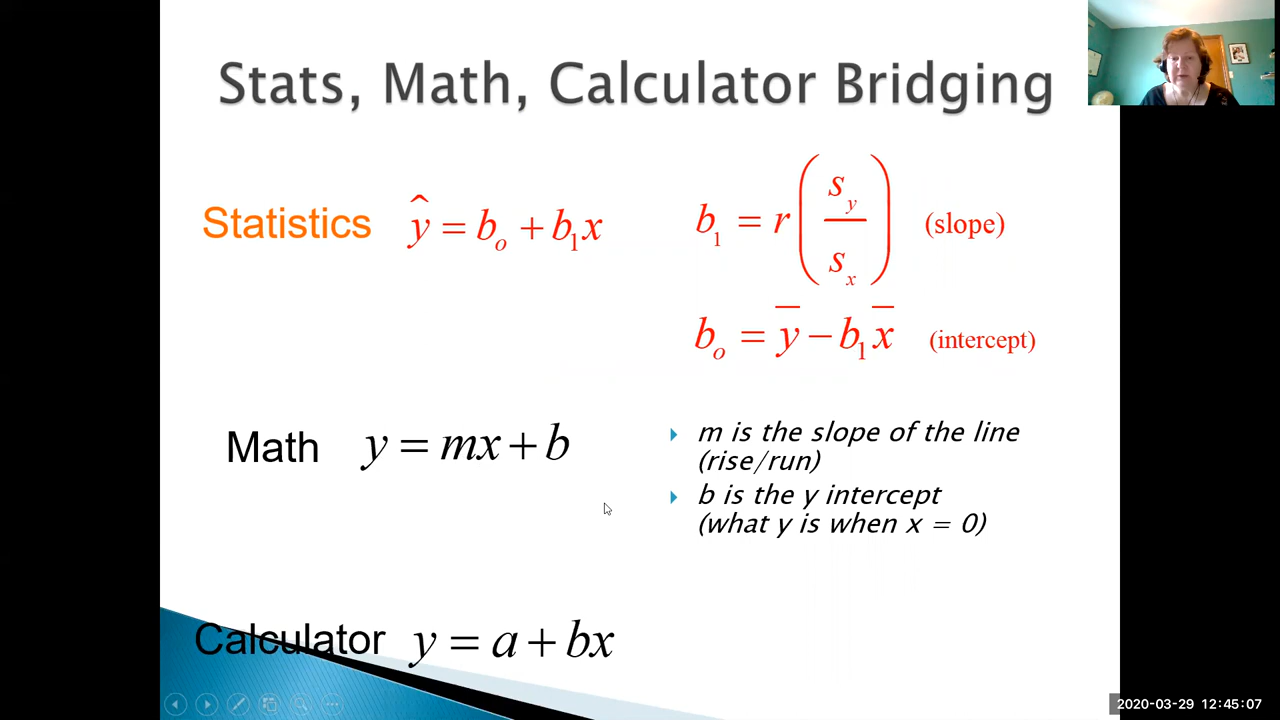 Stats, Math, Calculator Bridging
Statistics ŷ = b₀ + b₁x
b₁ = r(s_y / s_x) (slope)
b₀ = y̅ − b₁x̅ (intercept)
Math y = mx + b
m is the slope of the line
(rise/run)
b is the y intercept
(what y is when x = 0)
Calculator y = a + bx
2020-03-29 12:45:07